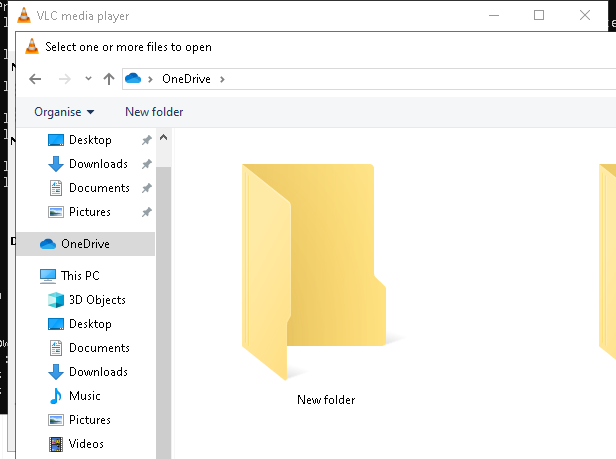 VLC media player
Select one or more files to open
OneDrive
Organise New folder
Desktop
Downloads
Documents
Pictures
OneDrive
This PC
3D Objects
Desktop
Documents
Downloads
Music
Pictures
Videos
New folder